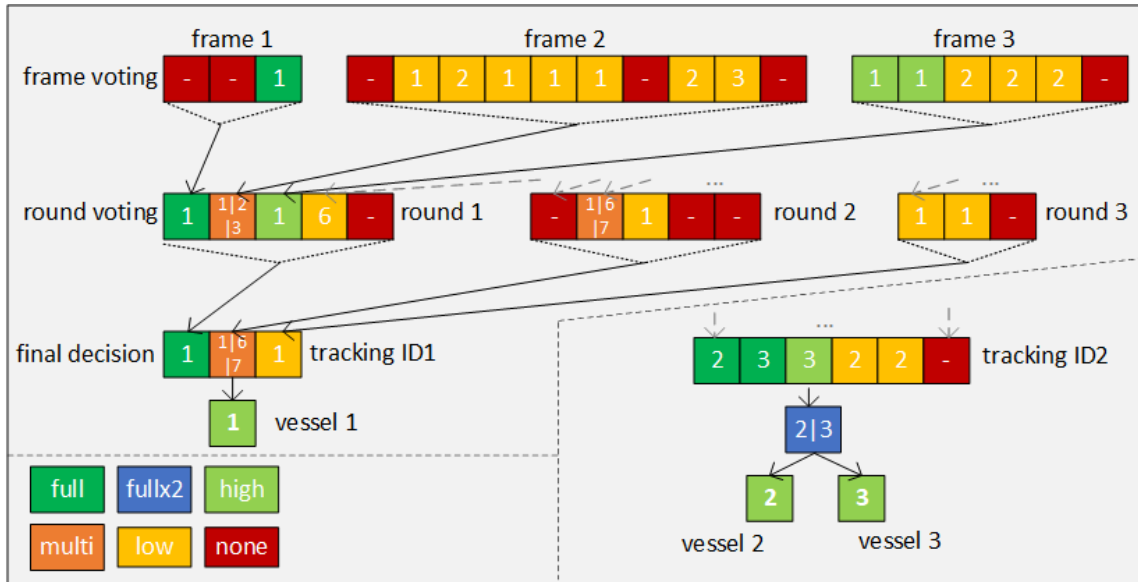 frame 1 frame 2 frame 3
frame voting - - 1 - 1 2 1 1 1 - 2 3 - 1 1 2 2 2 -
...
...
round voting 1 1|2 |3 1 6 - round 1 - 1|6 |7 1 - - round 2 1 1 - round 3
final decision 1 1|6 |7 1 tracking ID1
...
2 3 3 2 2 - tracking ID2
1 vessel 1
2|3
full fullx2 high
2 3
multi low none
vessel 2 vessel 3